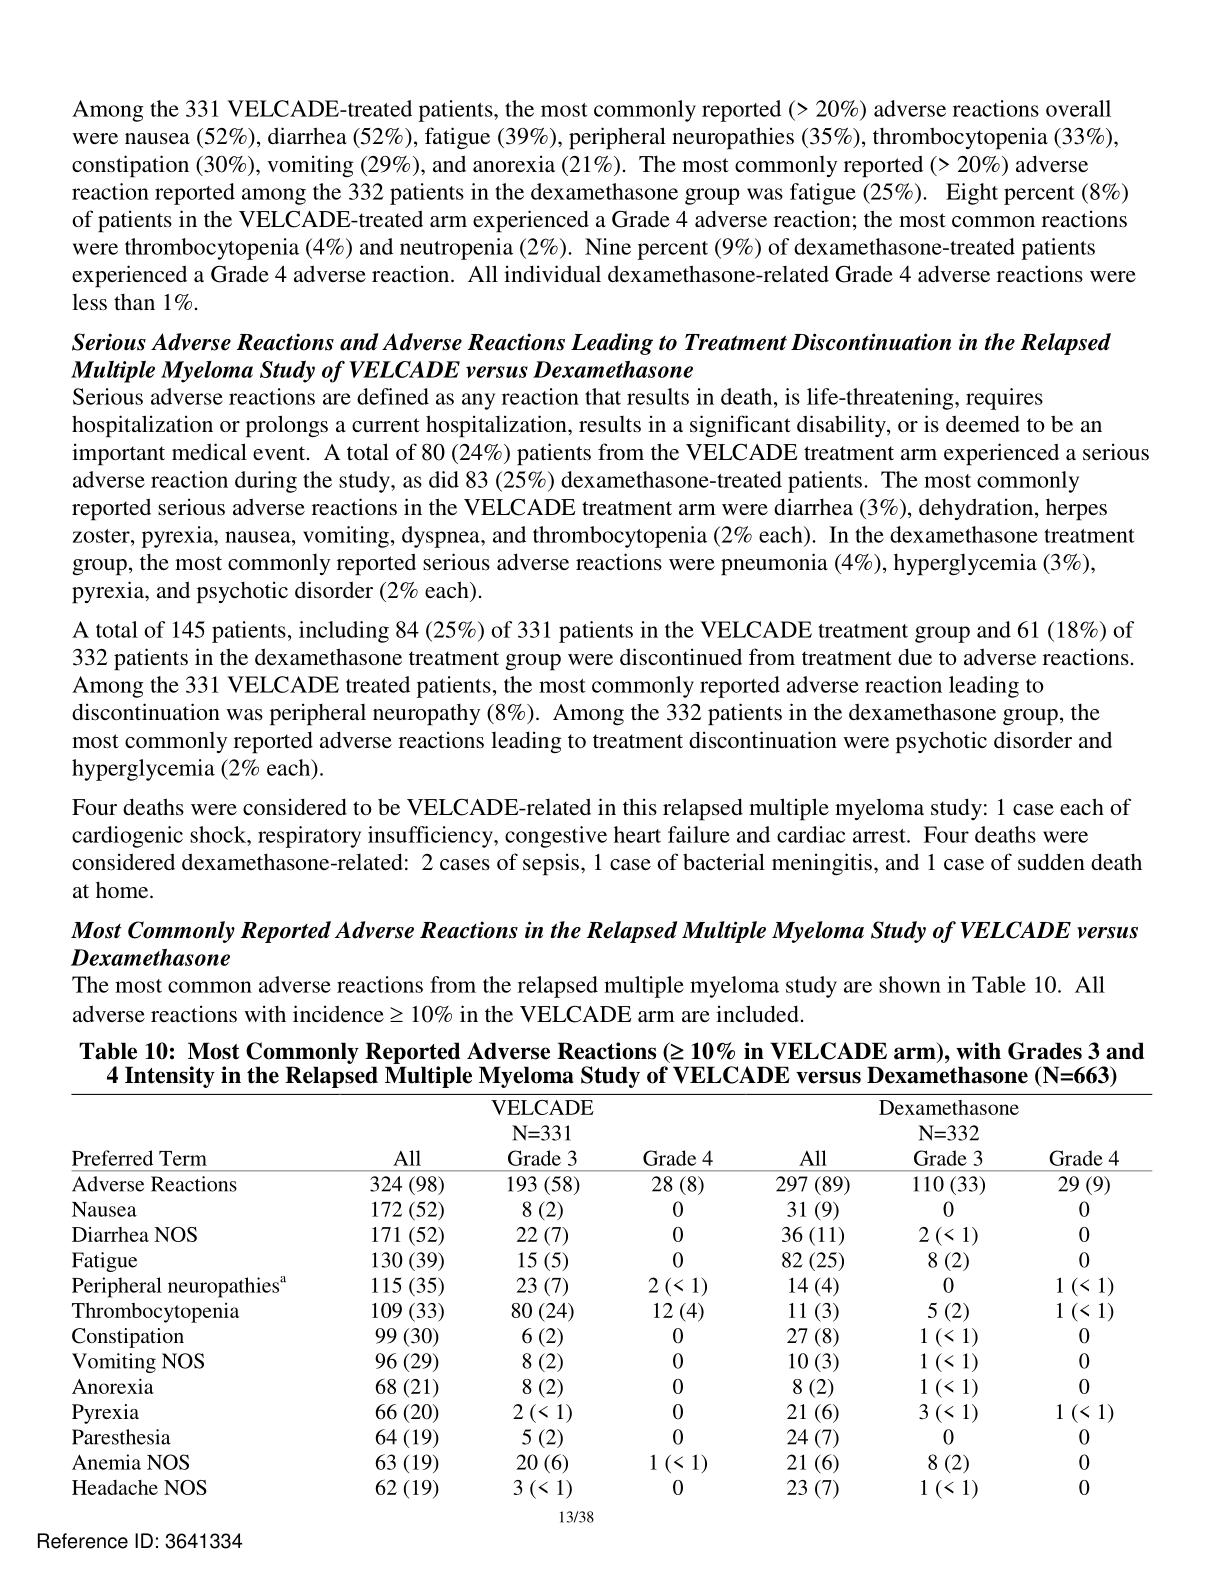 Among the 331 VELCADE-treated patients, the most commonly reported (> 20%) adverse reactions overall
were nausea (52%), diarrhea (52%), fatigue (39%), peripheral neuropathies (35%), thrombocytopenia (33%),
constipation (30%), vomiting (29%), and anorexia (21%).  The most commonly reported (> 20%) adverse
reaction reported among the 332 patients in the dexamethasone group was fatigue (25%).   Eight percent (8%)
of patients in the VELCADE-treated arm experienced a Grade 4 adverse reaction; the most common reactions
were thrombocytopenia (4%) and neutropenia (2%).  Nine percent (9%) of dexamethasone-treated patients
experienced a Grade 4 adverse reaction.  All individual dexamethasone-related Grade 4 adverse reactions were
less than 1%.
Serious Adverse Reactions and Adverse Reactions Leading to Treatment Discontinuation in the Relapsed
Multiple Myeloma Study of VELCADE versus Dexamethasone
Serious adverse reactions are defined as any reaction that results in death, is life-threatening, requires
hospitalization or prolongs a current hospitalization, results in a significant disability, or is deemed to be an
important medical event.  A total of 80 (24%) patients from the VELCADE treatment arm experienced a serious
adverse reaction during the study, as did 83 (25%) dexamethasone-treated patients.  The most commonly
reported serious adverse reactions in the VELCADE treatment arm were diarrhea (3%), dehydration, herpes
zoster, pyrexia, nausea, vomiting, dyspnea, and thrombocytopenia (2% each).  In the dexamethasone treatment
group, the most commonly reported serious adverse reactions were pneumonia (4%), hyperglycemia (3%),
pyrexia, and psychotic disorder (2% each).
A total of 145 patients, including 84 (25%) of 331 patients in the VELCADE treatment group and 61 (18%) of
332 patients in the dexamethasone treatment group were discontinued from treatment due to adverse reactions.
Among the 331 VELCADE treated patients, the most commonly reported adverse reaction leading to
discontinuation was peripheral neuropathy (8%).  Among the 332 patients in the dexamethasone group, the
most commonly reported adverse reactions leading to treatment discontinuation were psychotic disorder and
hyperglycemia (2% each).
Four deaths were considered to be VELCADE-related in this relapsed multiple myeloma study: 1 case each of
cardiogenic shock, respiratory insufficiency, congestive heart failure and cardiac arrest.  Four deaths were
considered dexamethasone-related:  2 cases of sepsis, 1 case of bacterial meningitis, and 1 case of sudden death
at home.
Most Commonly Reported Adverse Reactions in the Relapsed Multiple Myeloma Study of VELCADE versus
Dexamethasone
The most common adverse reactions from the relapsed multiple myeloma study are shown in Table 10.  All
adverse reactions with incidence ≥ 10% in the VELCADE arm are included.
Table 10:  Most Commonly Reported Adverse Reactions (≥ 10% in VELCADE arm), with Grades 3 and
4 Intensity in the Relapsed Multiple Myeloma Study of VELCADE versus Dexamethasone (N=663)
VELCADE Dexamethasone
N=331 N=332
Preferred Term All Grade 3 Grade 4 All Grade 3 Grade 4
Adverse Reactions 324 (98) 193 (58) 28 (8) 297 (89) 110 (33) 29 (9)
Nausea 172 (52) 8 (2) 0 31 (9) 0 0
Diarrhea NOS 171 (52) 22 (7) 0 36 (11) 2 (< 1) 0
Fatigue 130 (39) 15 (5) 0 82 (25) 8 (2) 0
Peripheral neuropathiesᵃ 115 (35) 23 (7) 2 (< 1) 14 (4) 0 1 (< 1)
Thrombocytopenia 109 (33) 80 (24) 12 (4) 11 (3) 5 (2) 1 (< 1)
Constipation 99 (30) 6 (2) 0 27 (8) 1 (< 1) 0
Vomiting NOS 96 (29) 8 (2) 0 10 (3) 1 (< 1) 0
Anorexia 68 (21) 8 (2) 0 8 (2) 1 (< 1) 0
Pyrexia 66 (20) 2 (< 1) 0 21 (6) 3 (< 1) 1 (< 1)
Paresthesia 64 (19) 5 (2) 0 24 (7) 0 0
Anemia NOS 63 (19) 20 (6) 1 (< 1) 21 (6) 8 (2) 0
Headache NOS 62 (19) 3 (< 1) 0 23 (7) 1 (< 1) 0
13/38
Reference ID: 3641334